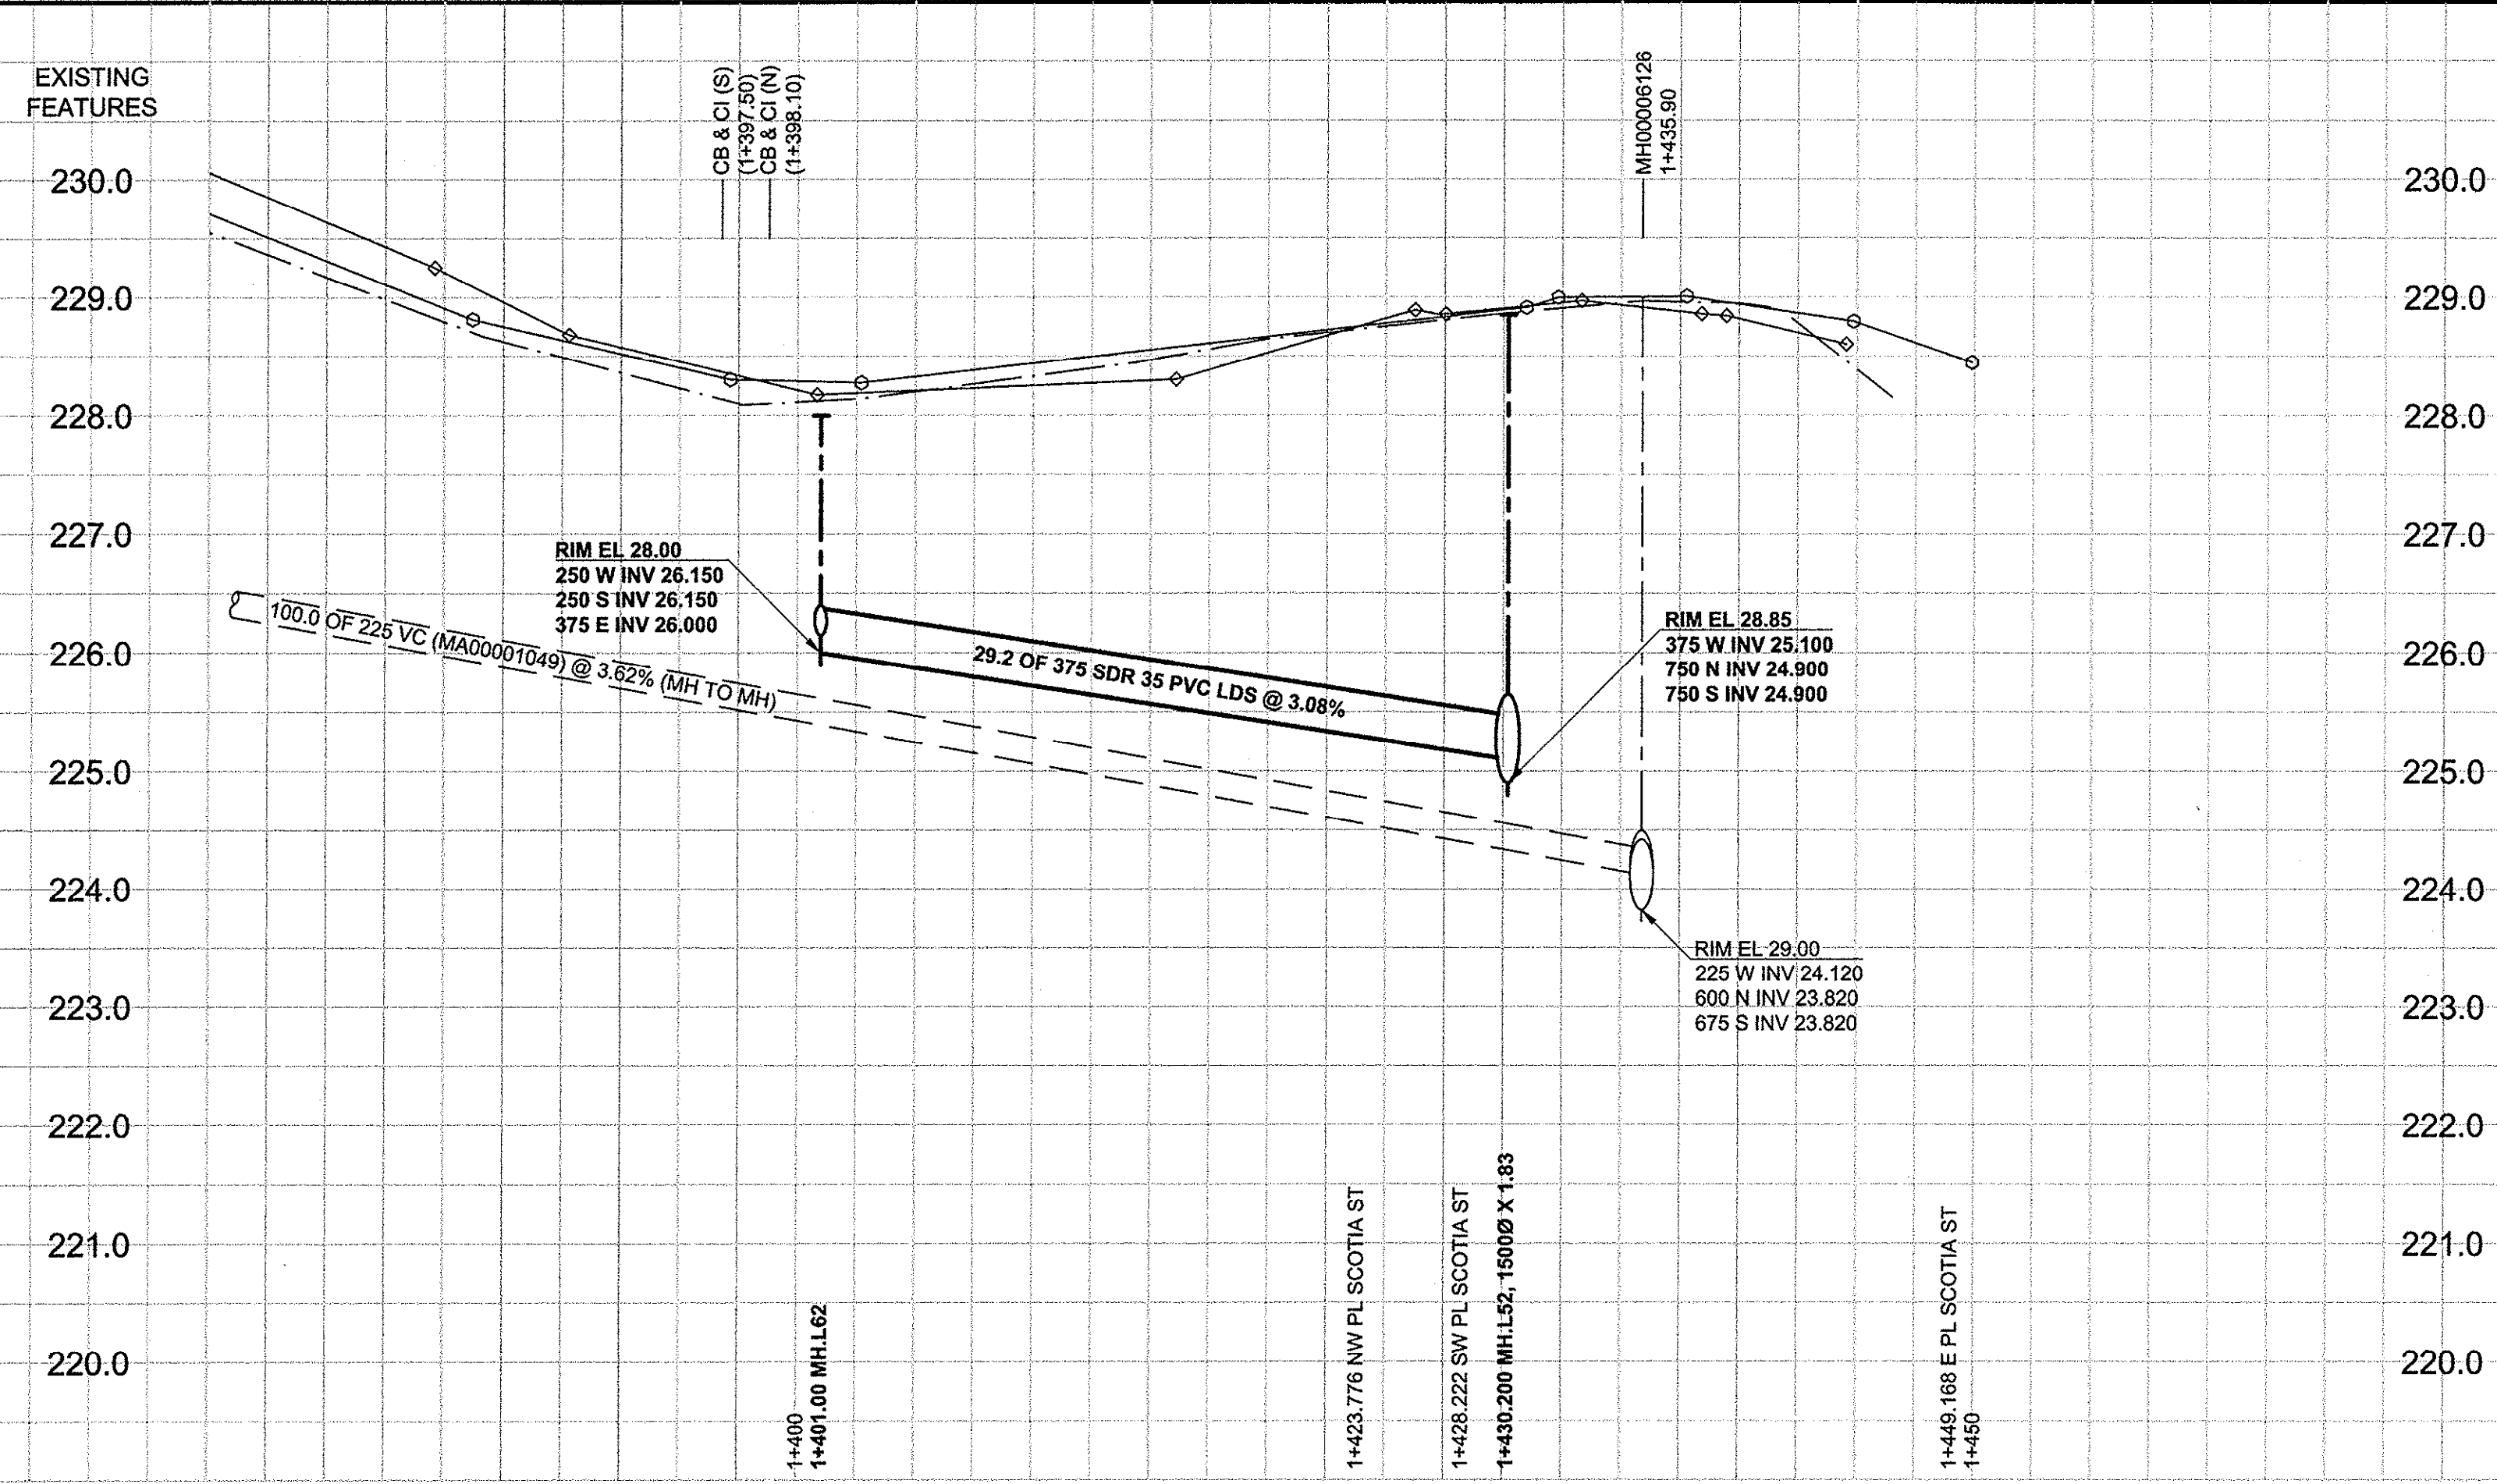 EXISTING
FEATURES
CB & CI (S)
(1+397.50)
CB & CI (N)
(1+398.10)
MH00006126
1+435.90
230.0
230.0
229.0
229.0
228.0
228.0
227.0
227.0
RIM EL 28.00
250 W INV 26.150
250 S INV 26.150
375 E INV 26.000
100.0 OF 225 VC (MA00001049) @ 3.62% (MH TO MH)
29.2 OF 375 SDR 35 PVC LDS @ 3.08%
RIM EL 28.85
375 W INV 25.100
750 N INV 24.900
750 S INV 24.900
226.0
226.0
225.0
225.0
224.0
224.0
RIM EL 29.00
225 W INV 24.120
600 N INV 23.820
675 S INV 23.820
223.0
223.0
222.0
222.0
221.0
221.0
220.0
220.0
1+400
1+401.00 MH.L62
1+423.776 NW PL SCOTIA ST
1+428.222 SW PL SCOTIA ST
1+430.200 MH.L52, 1500Ø X 1.83
1+449.168 E PL SCOTIA ST
1+450